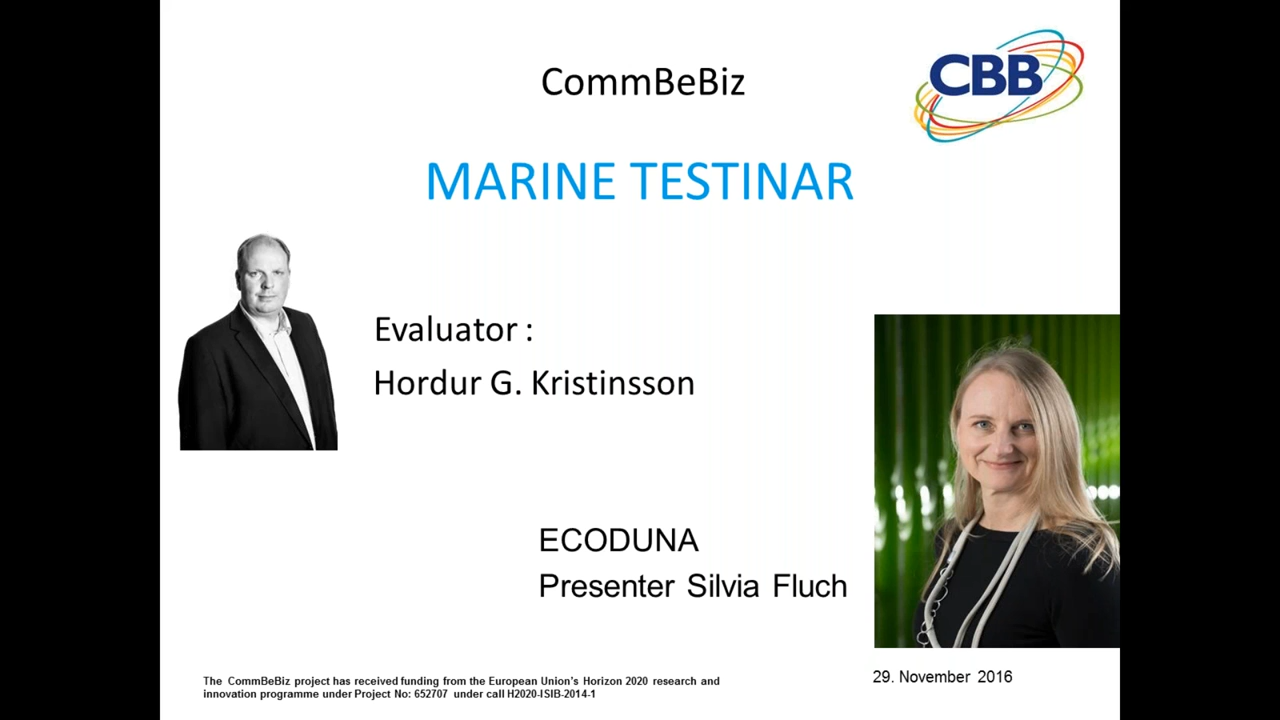 CommBeBiz
CBB
MARINE TESTINAR
Evaluator :
Hordur G. Kristinsson
ECODUNA
Presenter Silvia Fluch
29. November 2016
The CommBeBiz project has received funding from the European Union's Horizon 2020 research and
innovation programme under Project No: 652707 under call H2020-ISIB-2014-1